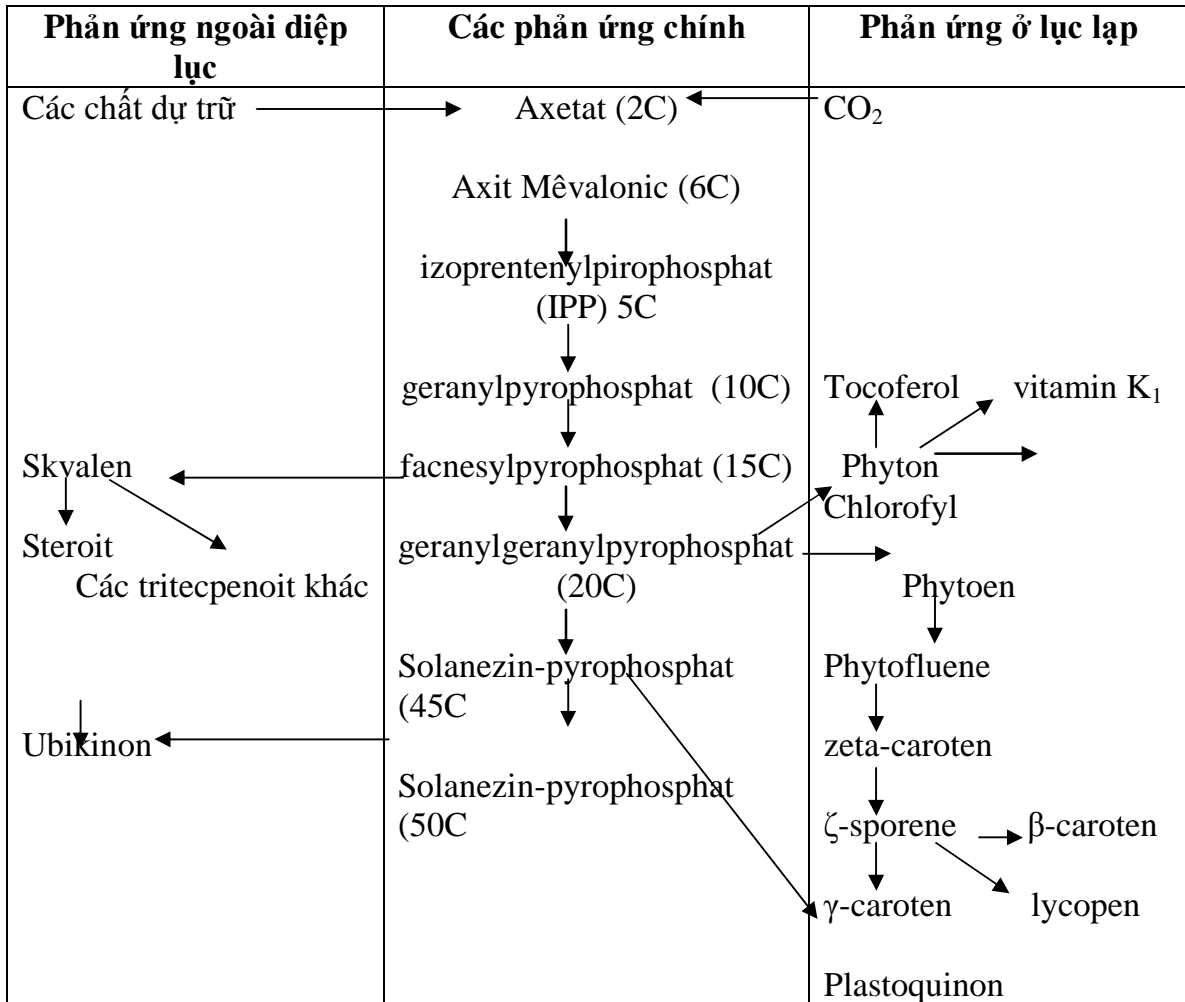 Phản ứng ngoài diệp
lục
Các phản ứng chính
Phản ứng ở lục lạp
Các chất dự trữ
Axetat (2C)
CO₂
Axit Mêvalonic (6C)
izoprentenylpirophosphat
(IPP) 5C
geranylpyrophosphat (10C)
Tocoferol
vitamin K₁
Skvalen
facnesylpyrophosphat (15C)
Phyton
Chlorofyl
Steroit
geranylgeranylpyrophosphat
Các tritecpenoit khác
(20C)
Phytoen
Solanezin-pyrophosphat
(45C
Phytofluene
Ubikinon
zeta-caroten
Solanezin-pyrophosphat
(50C
ζ-sporene
β-caroten
γ-caroten
lycopen
Plastoquinon